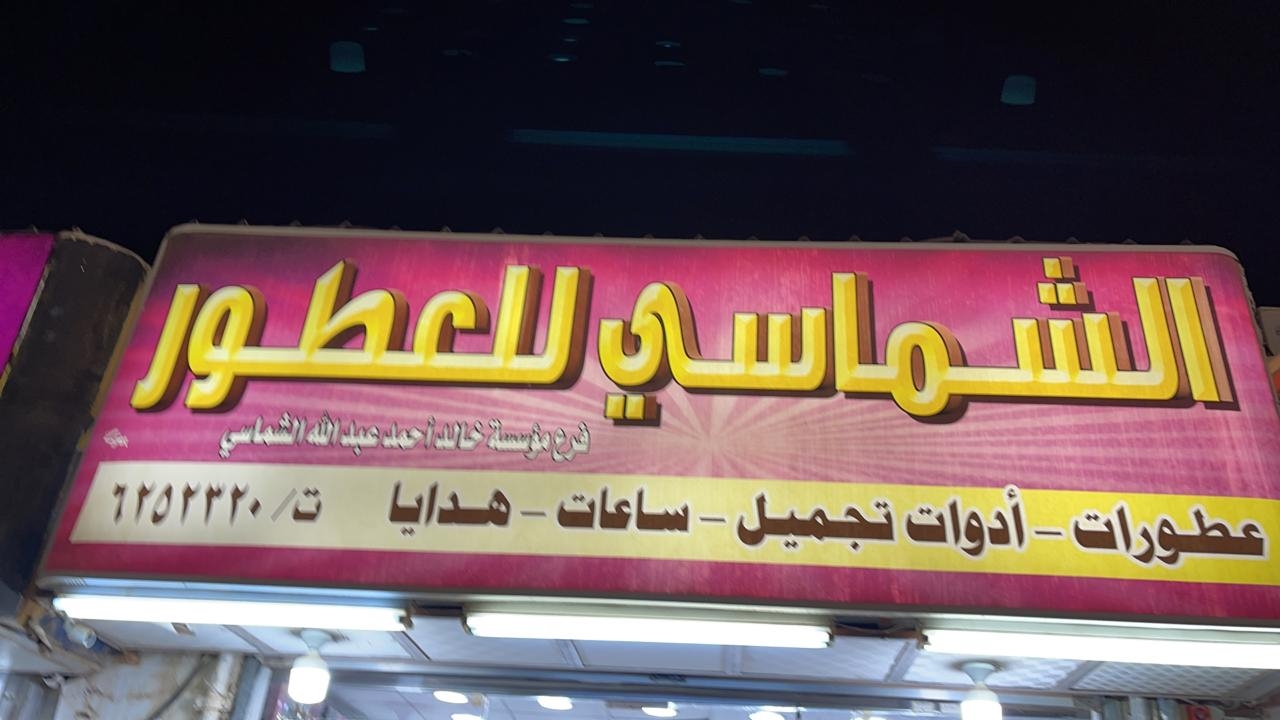 الشماسي للعطور
فرع مؤسسة خالد أحمد عبد الله الشماسي
عطورات - أدوات تجميل - ساعات - هدايا ت/ ٦٢٥٢٣٢٠